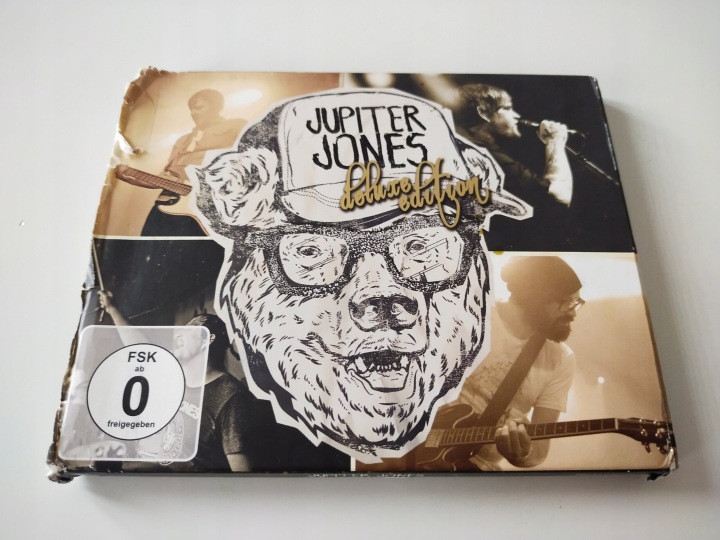 JUPITER
JONES
deluxe
edition
FSK
ab
0
freigegeben